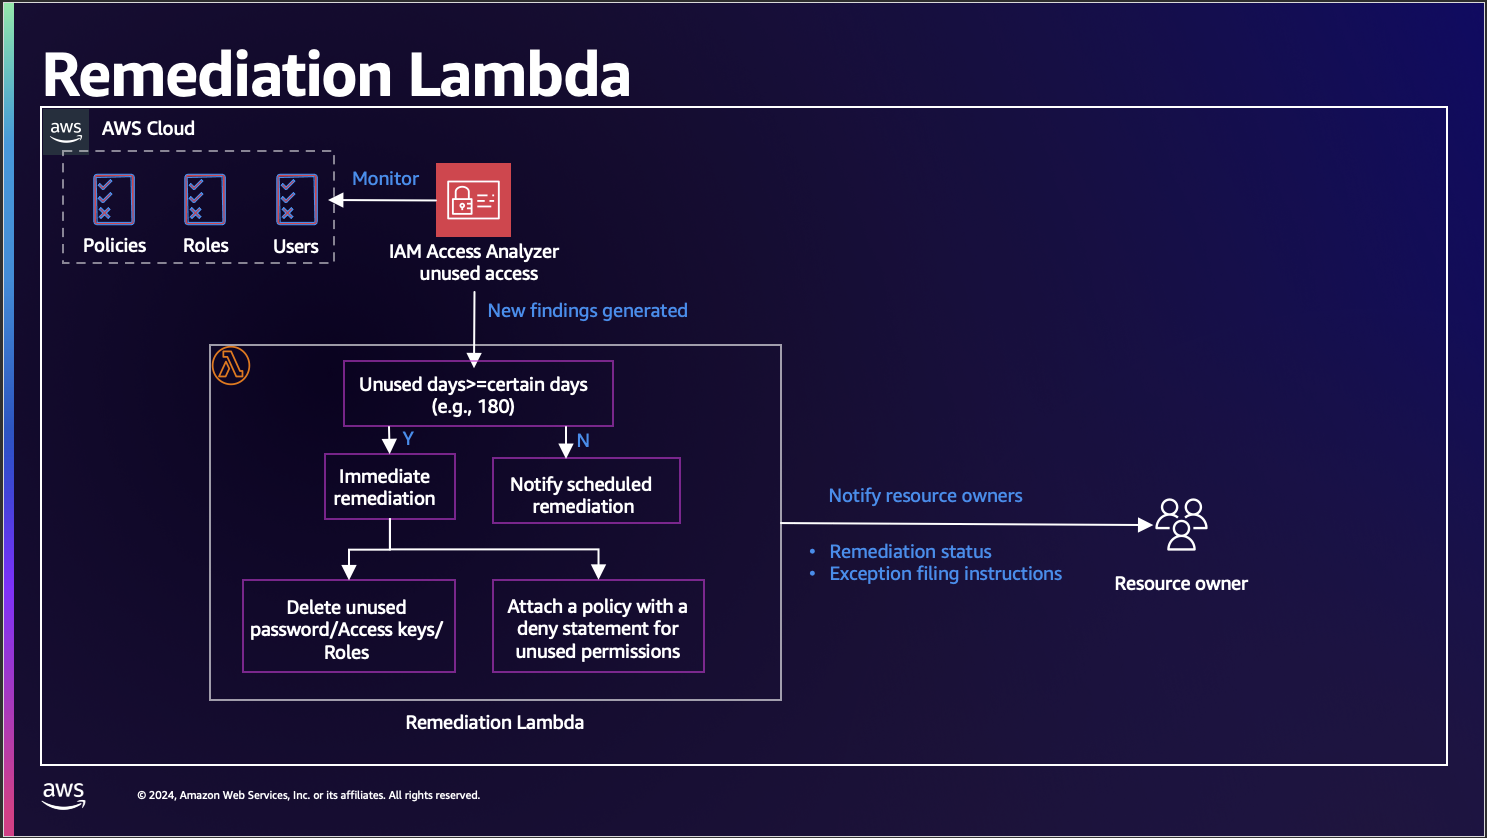 Remediation Lambda
aws
AWS Cloud
Policies
Roles
Users
Monitor
IAM Access Analyzer
unused access
New findings generated
Unused days>=certain days
(e.g., 180)
Y
N
Immediate
remediation
Notify scheduled
remediation
Delete unused
password/Access keys/
Roles
Attach a policy with a
deny statement for
unused permissions
Remediation Lambda
Notify resource owners
• Remediation status
• Exception filing instructions
Resource owner
aws
© 2024, Amazon Web Services, Inc. or its affiliates. All rights reserved.